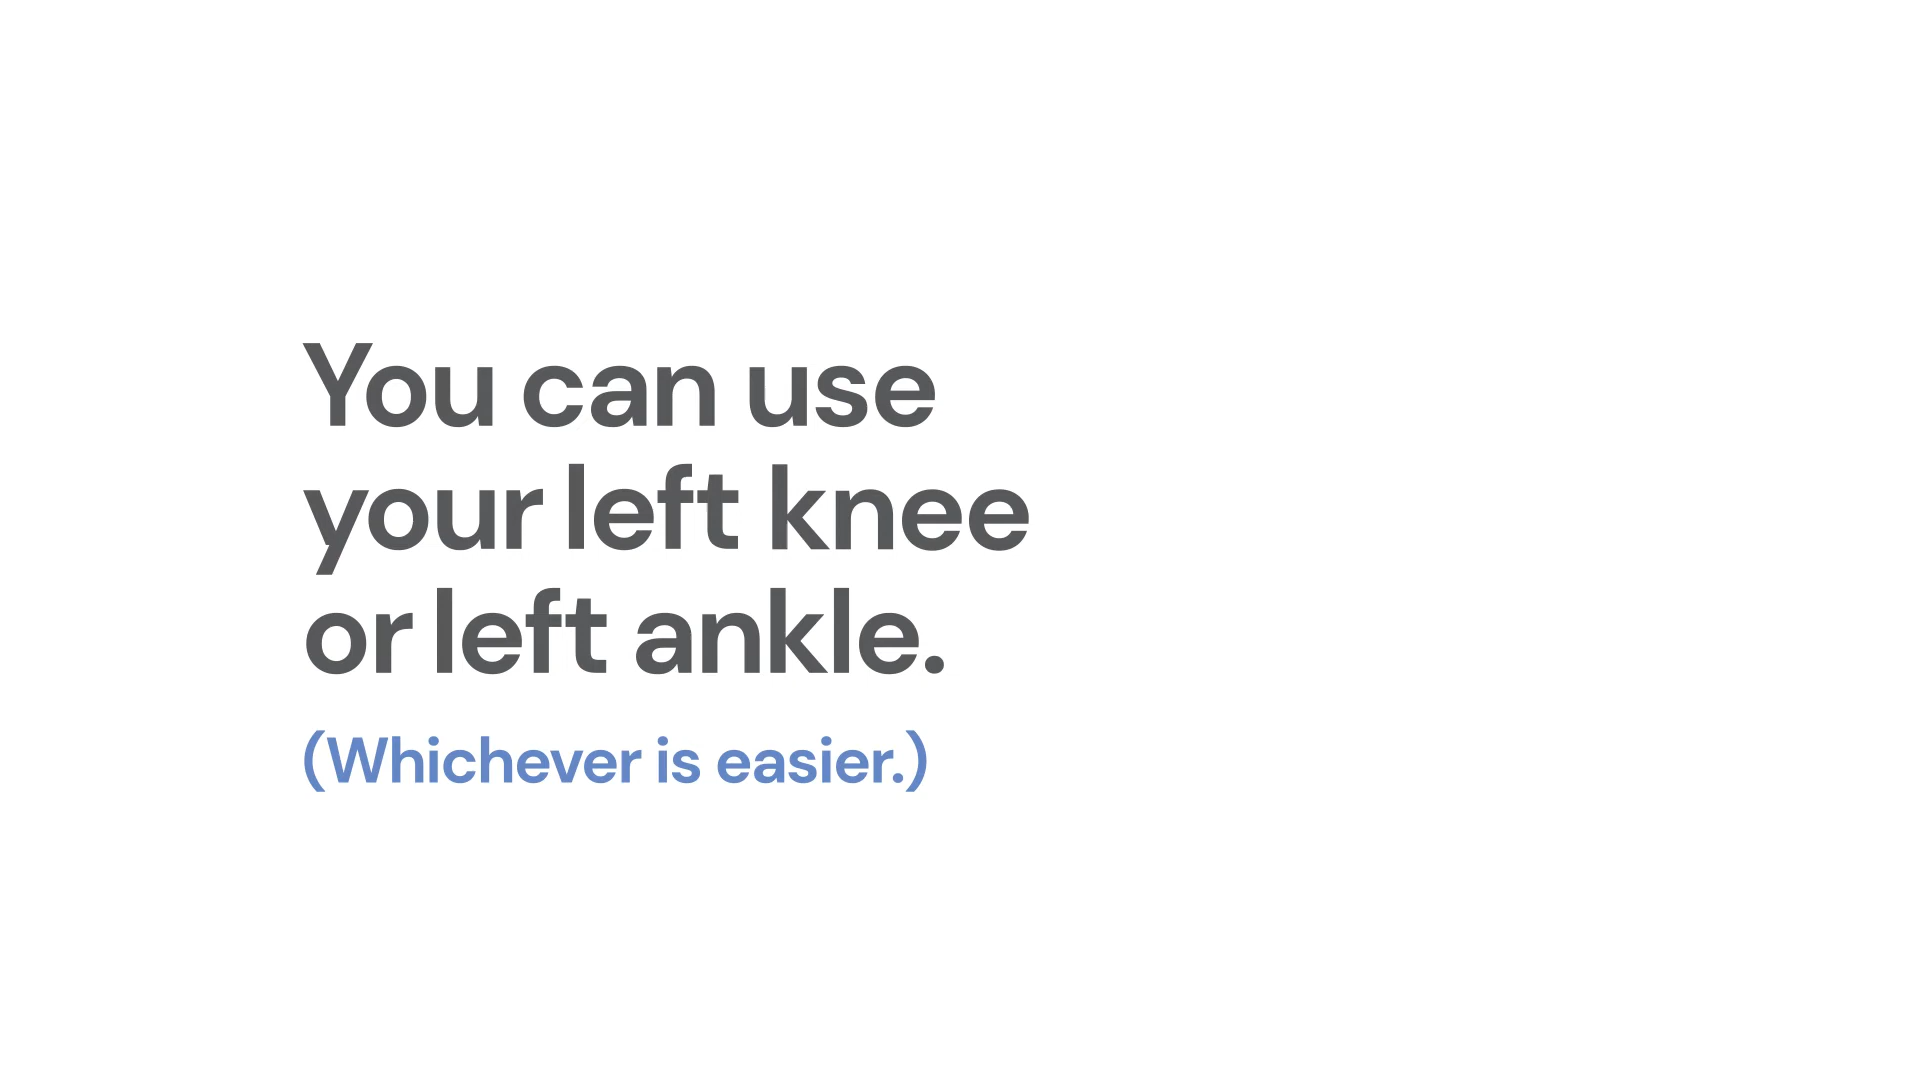 You can use
your left knee
or left ankle.
(Whichever is easier.)